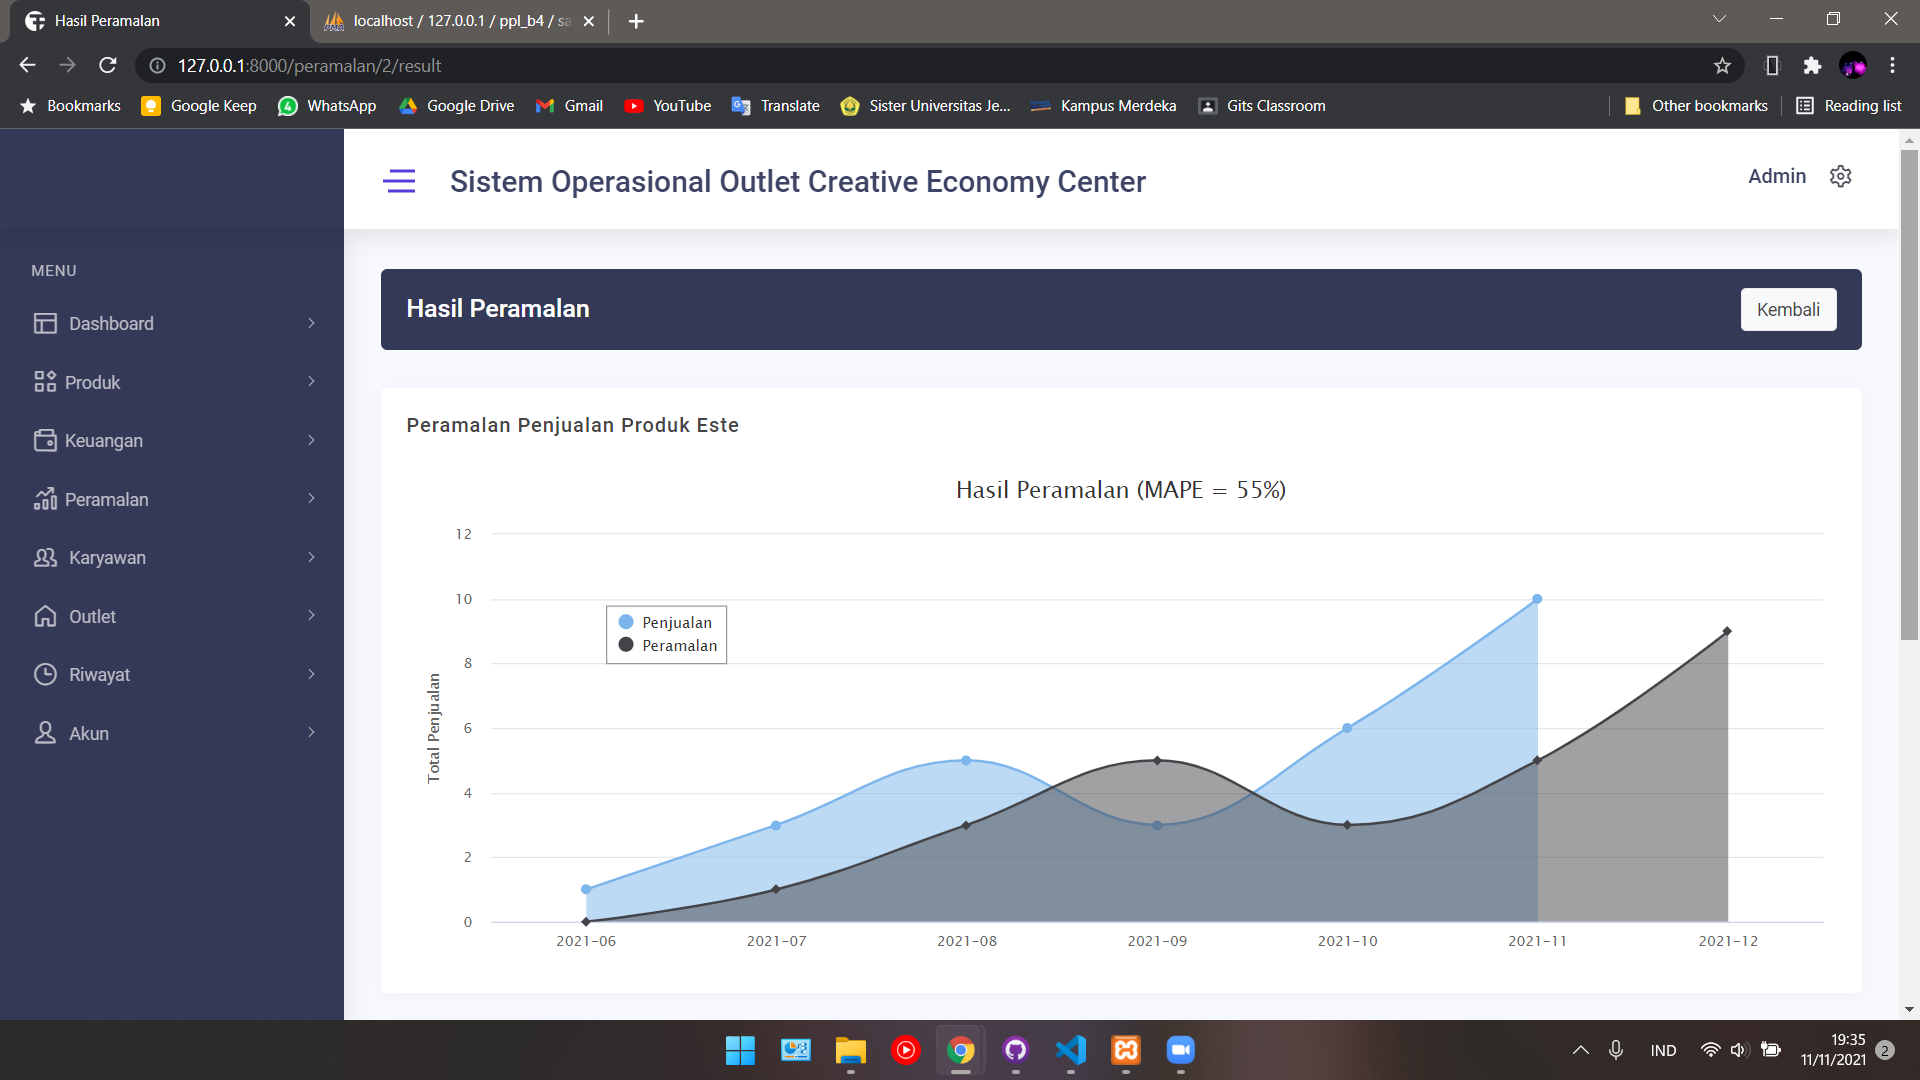 Hasil Peramalan
localhost / 127.0.0.1 / ppl_b4 / sa
127.0.0.1:8000/peramalan/2/result
Bookmarks
Google Keep
WhatsApp
Google Drive
Gmail
YouTube
Translate
Sister Universitas Je...
Kampus Merdeka
Gits Classroom
Other bookmarks
Reading list
Sistem Operasional Outlet Creative Economy Center
Admin
MENU
Dashboard
Produk
Keuangan
Peramalan
Karyawan
Outlet
Riwayat
Akun
Hasil Peramalan
Kembali
Peramalan Penjualan Produk Este
Hasil Peramalan (MAPE = 55%)
Total Penjualan
12
10
8
6
4
2
0
Penjualan
Peramalan
2021-06
2021-07
2021-08
2021-09
2021-10
2021-11
2021-12
IND
19:35
11/11/2021
2